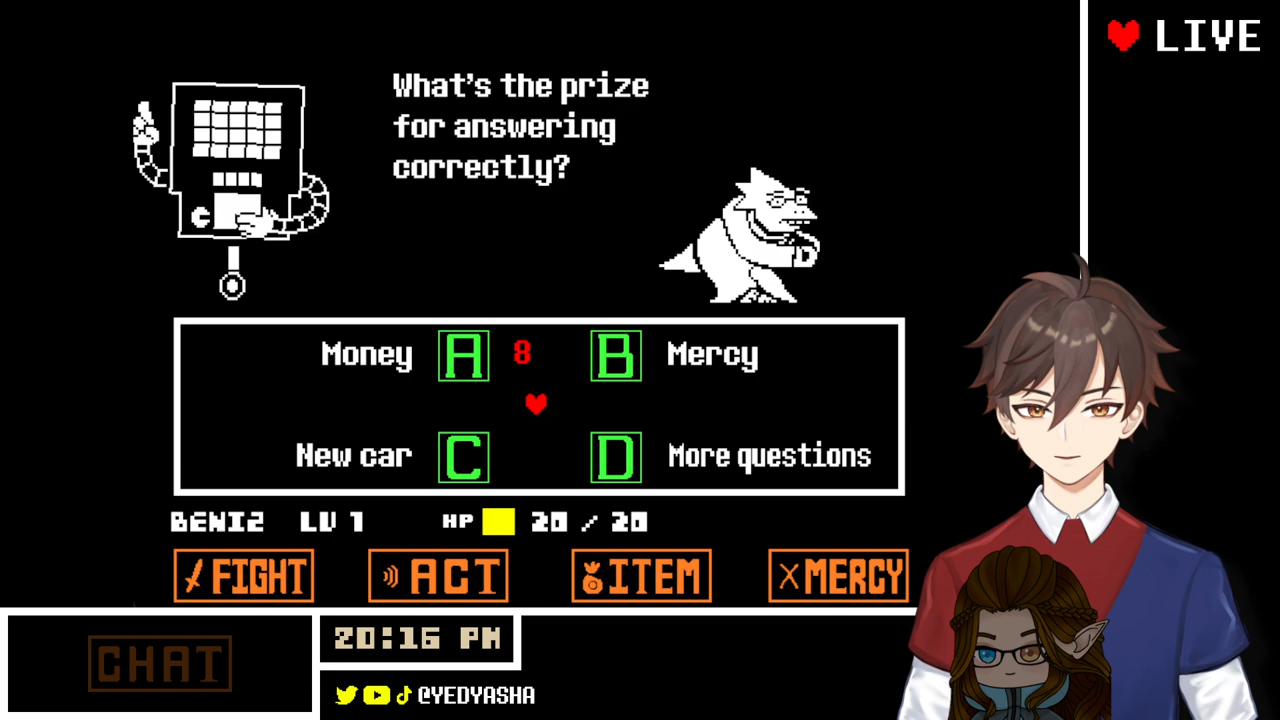 LIVE
What's the prize
for answering
correctly?
Money A 8 B Mercy
New car C D More questions
BENIZ LV 1 HP 20 / 20
FIGHT ACT ITEM MERCY
CHAT
20:16 PM
@YEDYASHA